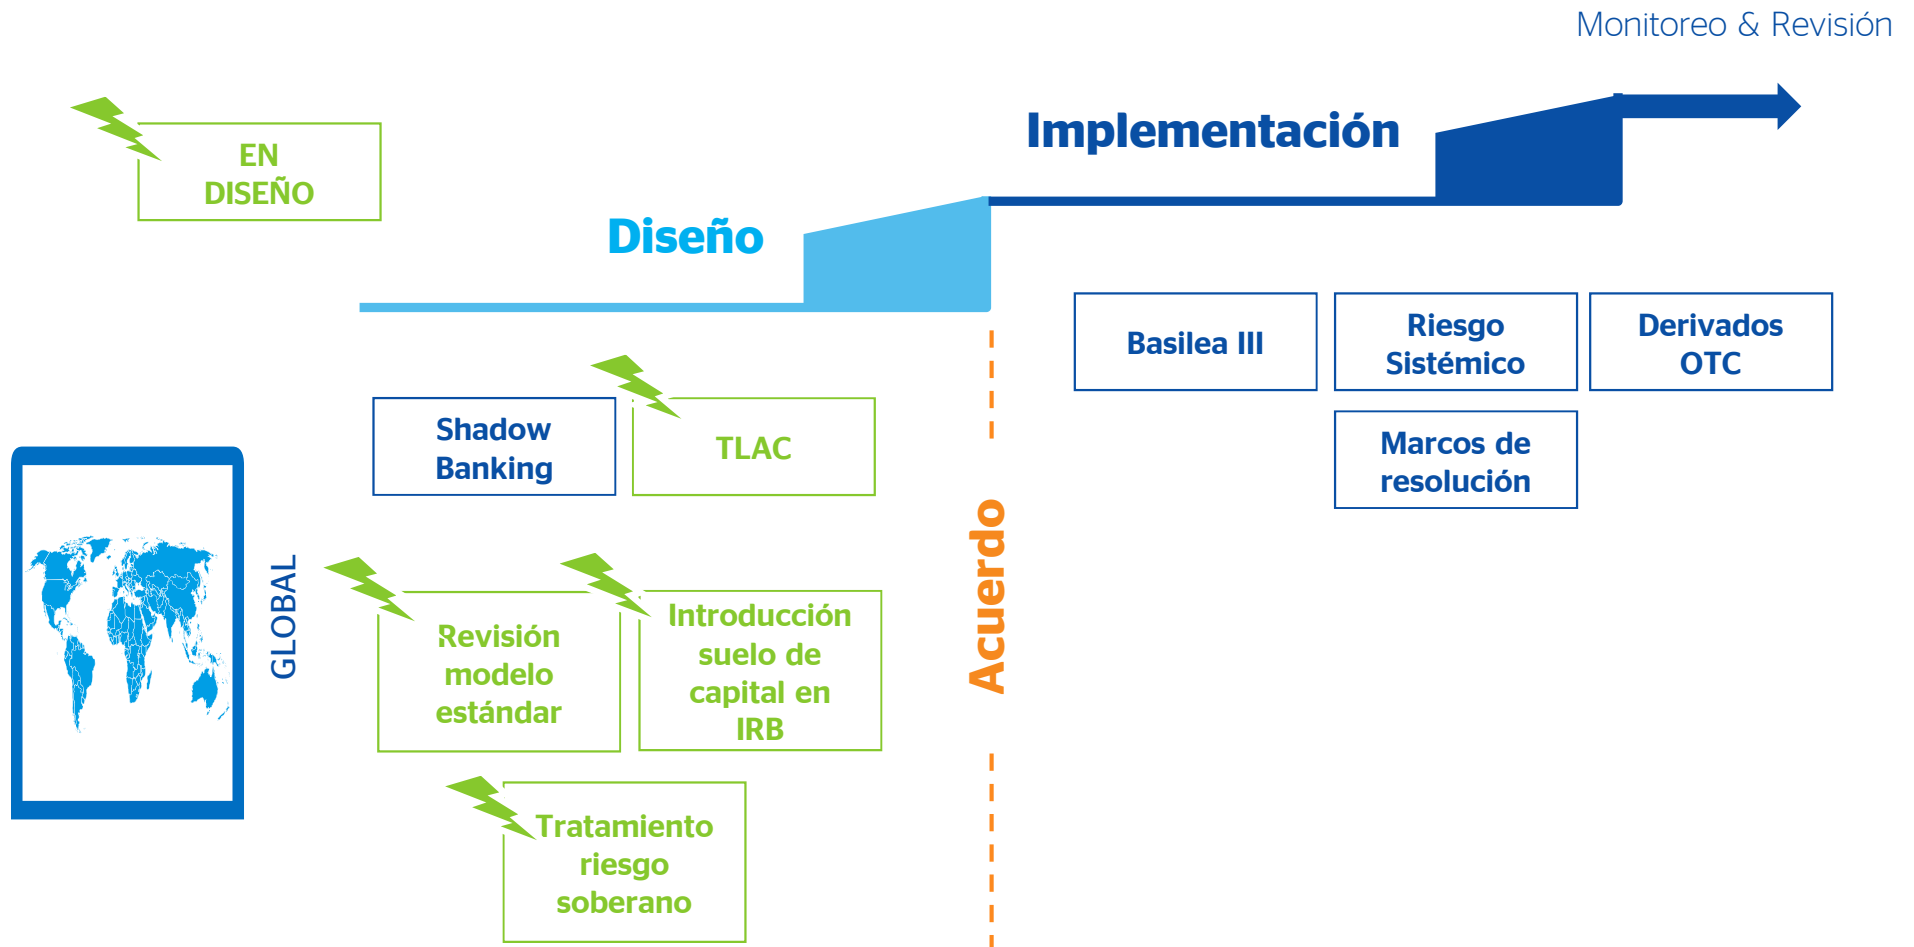 Monitoreo & Revisión
Implementación
EN
DISEÑO
Diseño
Basilea III
Riesgo
Sistémico
Derivados
OTC
Marcos de
resolución
Shadow
Banking
TLAC
GLOBAL
Acuerdo
Revisión
modelo
estándar
Introducción
suelo de
capital en
IRB
Tratamiento
riesgo
soberano